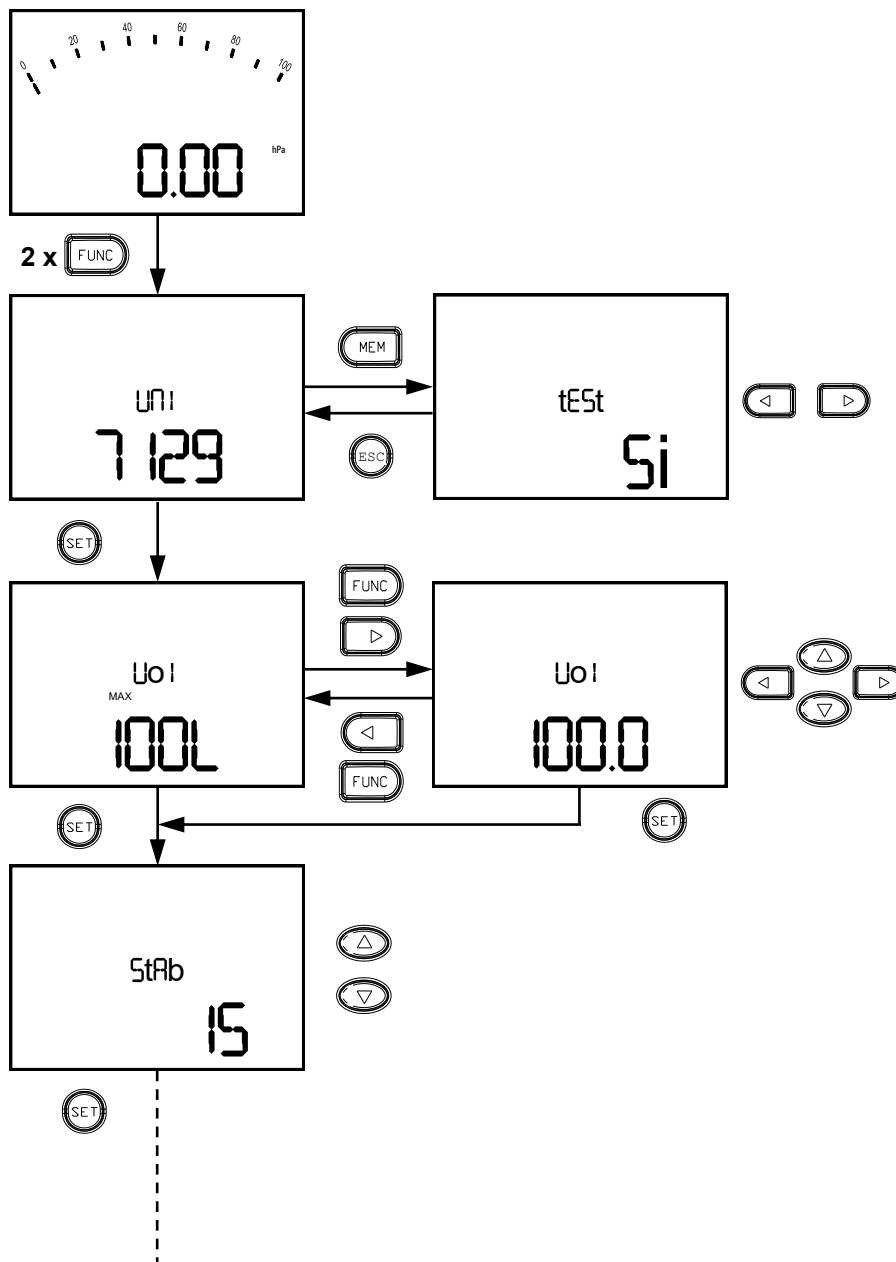 0 20 40 60 80 100
0.00 hPa
2 x FUNC
UNI
7129
MEM
ESC
tESt
Si
SET
FUNC
Vol
MAX
100L
FUNC
Vol
100.0
SET
SET
StAb
15
SET